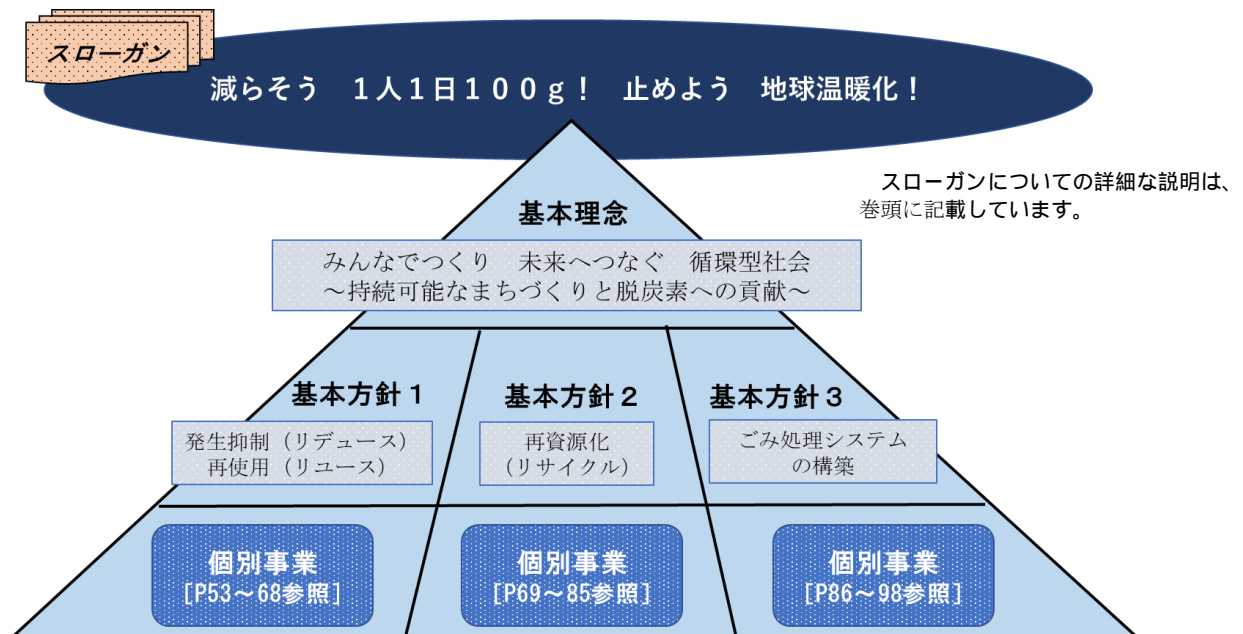 スローガン
減らそう　１人１日１００ｇ！　止めよう　地球温暖化！
スローガンについての詳細な説明は、
巻頭に記載しています。
基本理念
みんなでつくり　未来へつなぐ　循環型社会
～持続可能なまちづくりと脱炭素への貢献～
基本方針１
発生抑制（リデュース）
再使用（リユース）
基本方針２
再資源化
（リサイクル）
基本方針３
ごみ処理システム
の構築
個別事業
[P53～68参照]
個別事業
[P69～85参照]
個別事業
[P86～98参照]